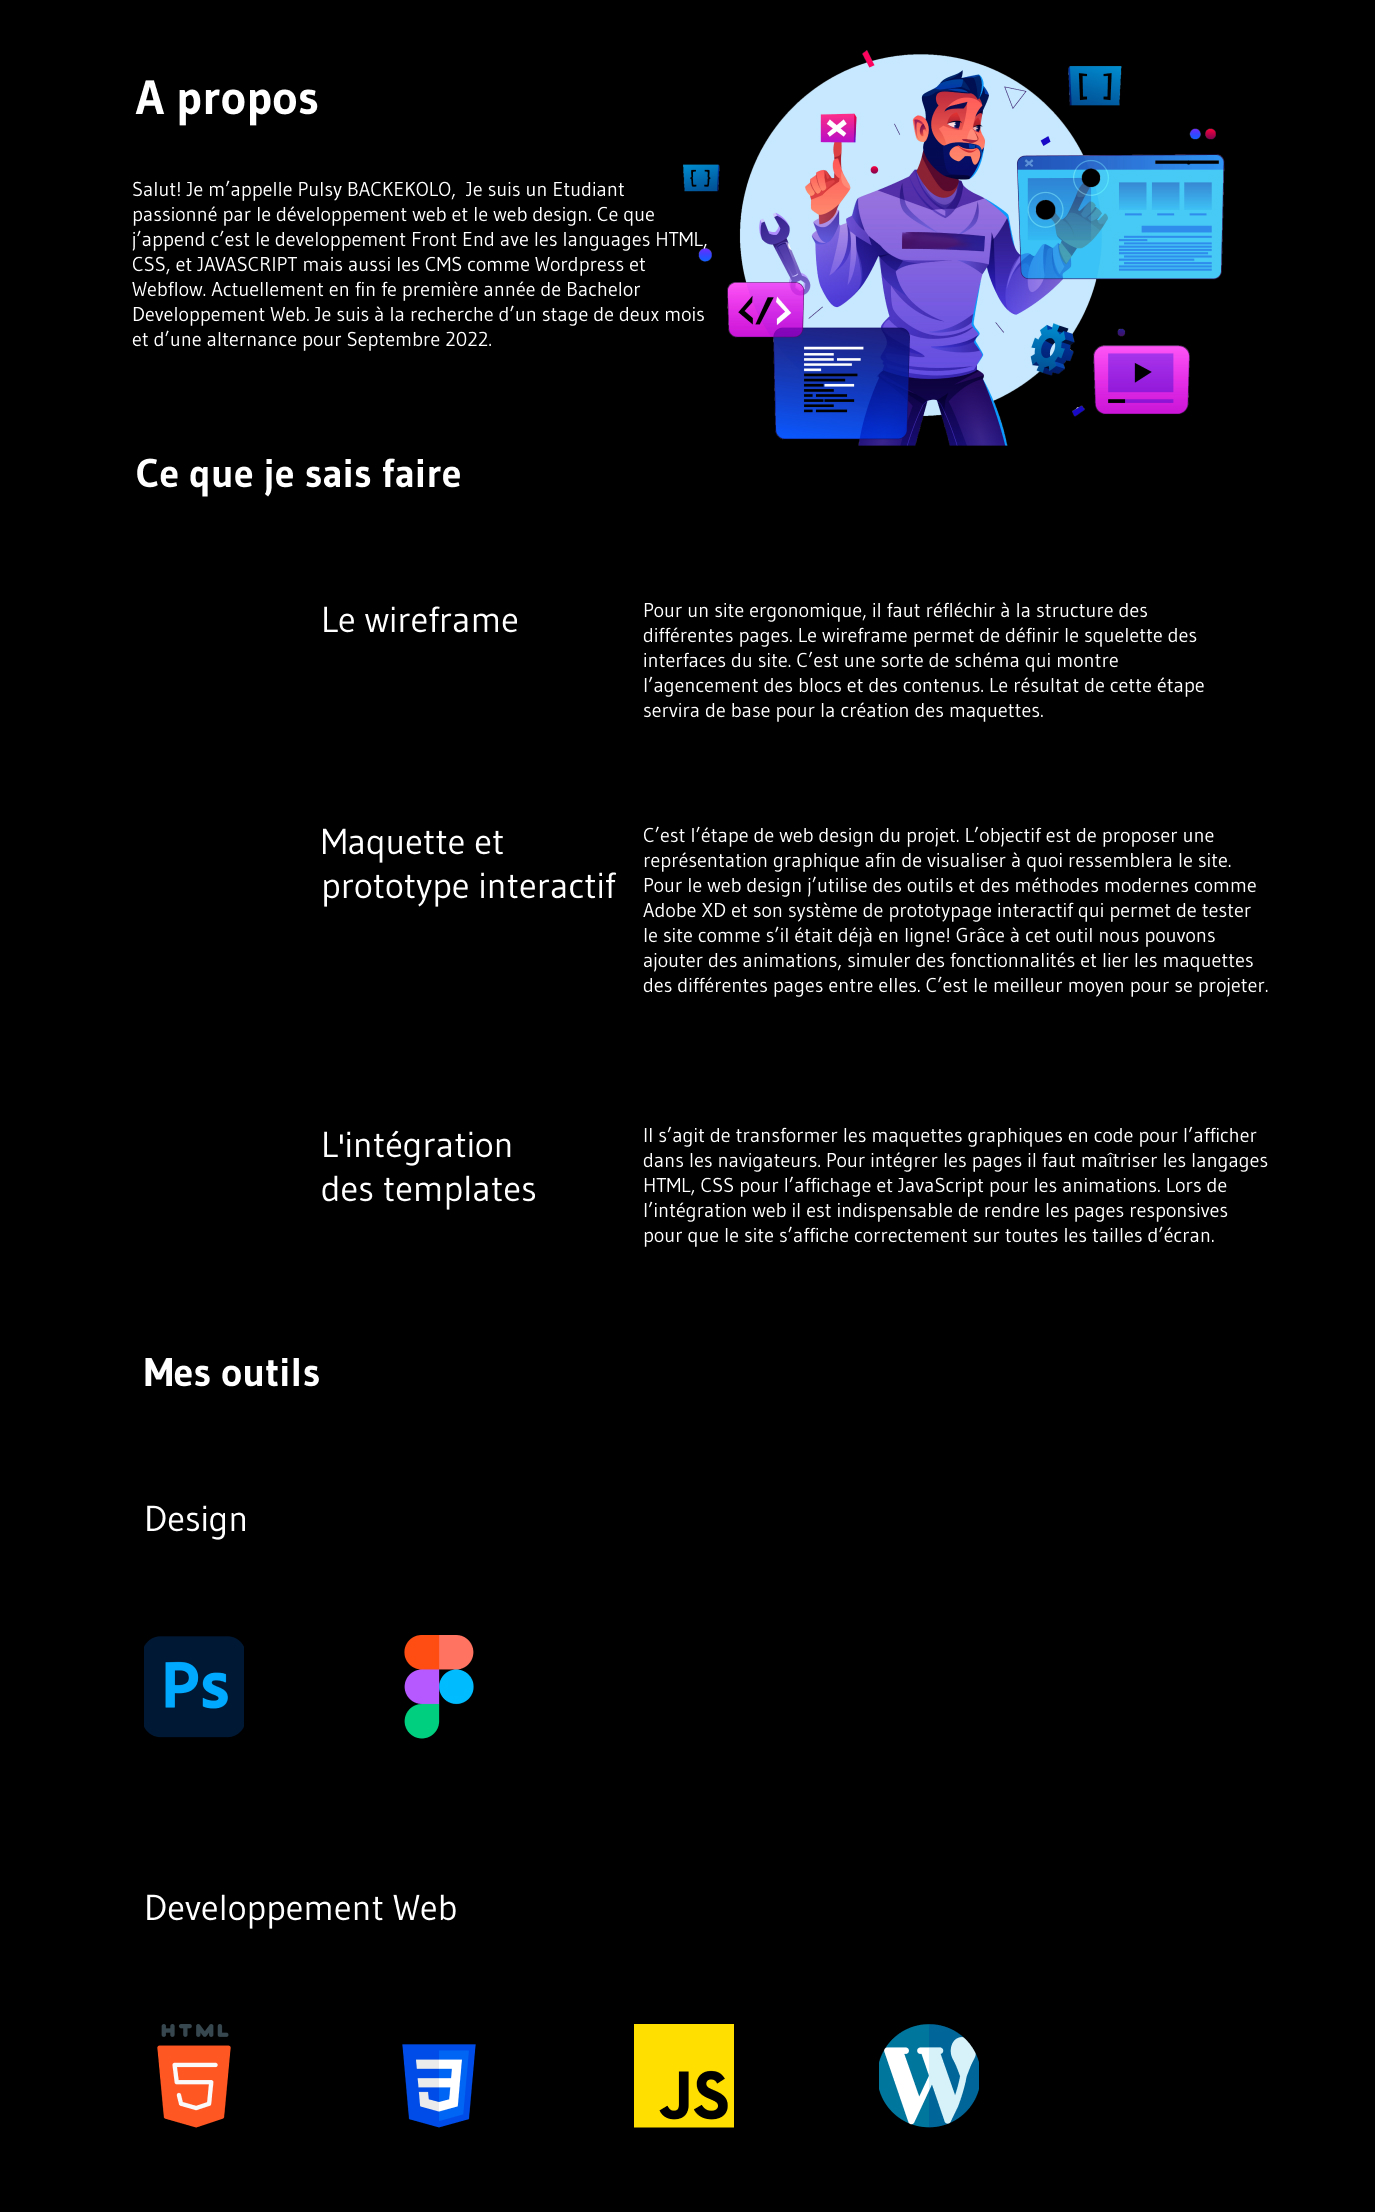 A propos
Salut! Je m’appelle Pulsy BACKEKOLO,  Je suis un Etudiant
passionné par le développement web et le web design. Ce que
j’append c’est le developpement Front End ave les languages HTML,
CSS, et JAVASCRIPT mais aussi les CMS comme Wordpress et
Webflow. Actuellement en fin fe première année de Bachelor
Developpement Web. Je suis à la recherche d’un stage de deux mois
et d’une alternance pour Septembre 2022.
[ ]
{ }
</>
Ce que je sais faire
Le wireframe
Pour un site ergonomique, il faut réfléchir à la structure des
différentes pages. Le wireframe permet de définir le squelette des
interfaces du site. C’est une sorte de schéma qui montre
l’agencement des blocs et des contenus. Le résultat de cette étape
servira de base pour la création des maquettes.
Maquette et
prototype interactif
C’est l’étape de web design du projet. L’objectif est de proposer une
représentation graphique afin de visualiser à quoi ressemblera le site.
Pour le web design j’utilise des outils et des méthodes modernes comme
Adobe XD et son système de prototypage interactif qui permet de tester
le site comme s’il était déjà en ligne! Grâce à cet outil nous pouvons
ajouter des animations, simuler des fonctionnalités et lier les maquettes
des différentes pages entre elles. C’est le meilleur moyen pour se projeter.
L'intégration
des templates
Il s’agit de transformer les maquettes graphiques en code pour l’afficher
dans les navigateurs. Pour intégrer les pages il faut maîtriser les langages
HTML, CSS pour l’affichage et JavaScript pour les animations. Lors de
l’intégration web il est indispensable de rendre les pages responsives
pour que le site s’affiche correctement sur toutes les tailles d’écran.
Mes outils
Design
Ps
Developpement Web
HTML
5
3
JS
W